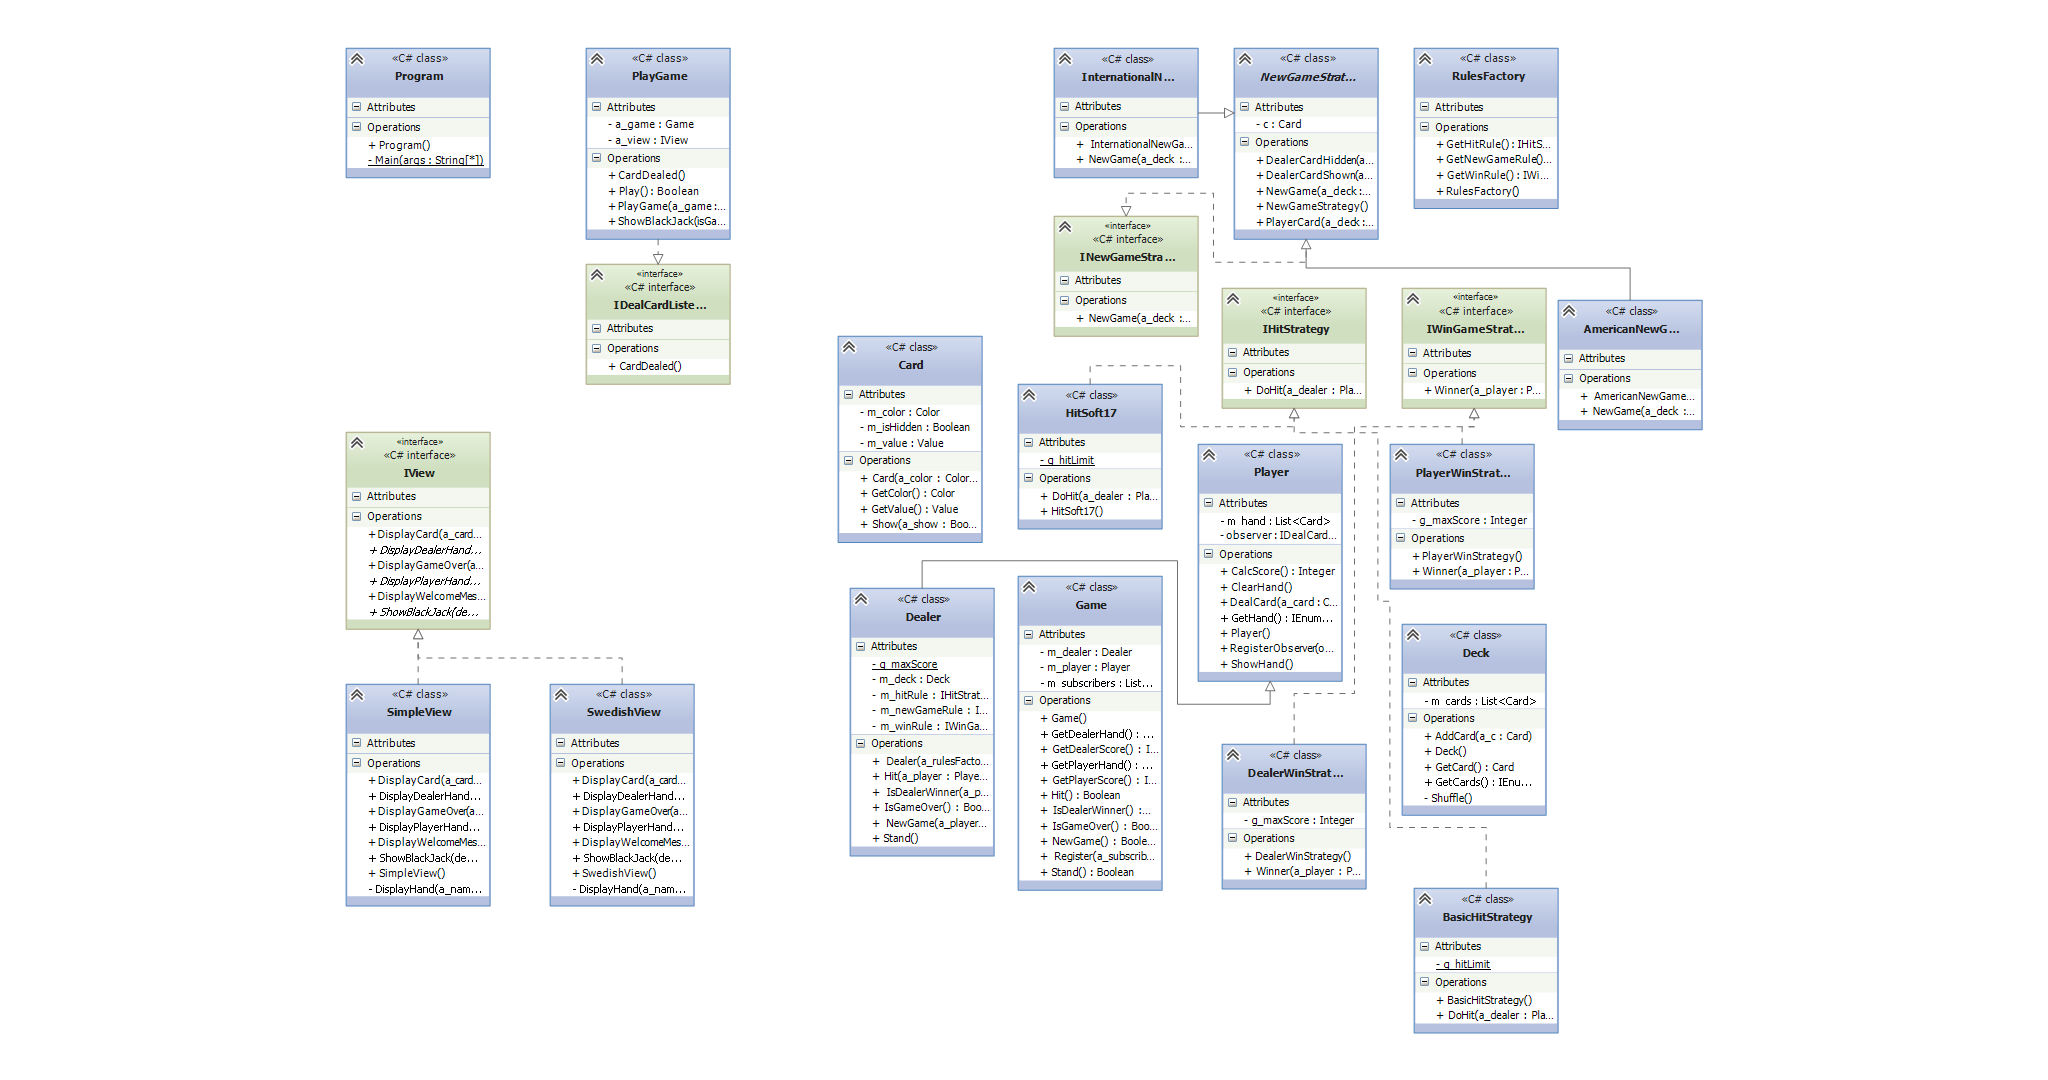 «C# class»
Program
Attributes
Operations
+ Program()
- Main(args : String[*])
«C# class»
PlayGame
Attributes
- a_game : Game
- a_view : IView
Operations
+ CardDealed()
+ Play() : Boolean
+ PlayGame(a_game :...
+ ShowBlackJack(isGa...
«interface»
«C# interface»
IDealCardListe...
Attributes
Operations
+ CardDealed()
«interface»
«C# interface»
IView
Attributes
Operations
+ DisplayCard(a_card...
+ DisplayDealerHand...
+ DisplayGameOver(a...
+ DisplayPlayerHand...
+ DisplayWelcomeMes...
+ ShowBlackJack(de...
«C# class»
SimpleView
Attributes
Operations
+ DisplayCard(a_card...
+ DisplayDealerHand...
+ DisplayGameOver(a...
+ DisplayPlayerHand...
+ DisplayWelcomeMes...
+ ShowBlackJack(de...
+ SimpleView()
- DisplayHand(a_nam...
«C# class»
SwedishView
Attributes
Operations
+ DisplayCard(a_card...
+ DisplayDealerHand...
+ DisplayGameOver(a...
+ DisplayPlayerHand...
+ DisplayWelcomeMes...
+ ShowBlackJack(de...
+ SwedishView()
- DisplayHand(a_nam...
«C# class»
InternationalN...
Attributes
Operations
+ InternationalNewGa...
+ NewGame(a_deck :...
«C# class»
NewGameStrat...
Attributes
- c : Card
Operations
+ DealerCardHidden(a...
+ DealerCardShown(a...
+ NewGame(a_deck :...
+ NewGameStrategy()
+ PlayerCard(a_deck :...
«C# class»
RulesFactory
Attributes
Operations
+ GetHitRule() : IHitS...
+ GetNewGameRule()...
+ GetWinRule() : IWi...
+ RulesFactory()
«interface»
«C# interface»
INewGameStra...
Attributes
Operations
+ NewGame(a_deck :...
«interface»
«C# interface»
IHitStrategy
Attributes
Operations
+ DoHit(a_dealer : Pla...
«interface»
«C# interface»
IWinGameStrat...
Attributes
Operations
+ Winner(a_player : P...
«C# class»
AmericanNewG...
Attributes
Operations
+ AmericanNewGame...
+ NewGame(a_deck :...
«C# class»
Card
Attributes
- m_color : Color
- m_isHidden : Boolean
- m_value : Value
Operations
+ Card(a_color : Color...
+ GetColor() : Color
+ GetValue() : Value
+ Show(a_show : Boo...
«C# class»
HitSoft17
Attributes
- g_hitLimit
Operations
+ DoHit(a_dealer : Pla...
+ HitSoft17()
«C# class»
Player
Attributes
- m_hand : List<Card>
- observer : IDealCard...
Operations
+ CalcScore() : Integer
+ ClearHand()
+ DealCard(a_card : C...
+ GetHand() : IEnum...
+ Player()
+ RegisterObserver(o...
+ ShowHand()
«C# class»
PlayerWinStrat...
Attributes
- g_maxScore : Integer
Operations
+ PlayerWinStrategy()
+ Winner(a_player : P...
«C# class»
Dealer
Attributes
- g_maxScore
- m_deck : Deck
- m_hitRule : IHitStrat...
- m_newGameRule : I...
- m_winRule : IWinGa...
Operations
+ Dealer(a_rulesFacto...
+ Hit(a_player : Playe...
+ IsDealerWinner(a_p...
+ IsGameOver() : Boo...
+ NewGame(a_player...
+ Stand()
«C# class»
Game
Attributes
- m_dealer : Dealer
- m_player : Player
- m_subscribers : List...
Operations
+ Game()
+ GetDealerHand() : ...
+ GetDealerScore() : I...
+ GetPlayerHand() : ...
+ GetPlayerScore() : I...
+ Hit() : Boolean
+ IsDealerWinner() :...
+ IsGameOver() : Boo...
+ NewGame() : Boole...
+ Register(a_subscrib...
+ Stand() : Boolean
«C# class»
Deck
Attributes
- m_cards : List<Card>
Operations
+ AddCard(a_c : Card)
+ Deck()
+ GetCard() : Card
+ GetCards() : IEnu...
- Shuffle()
«C# class»
DealerWinStrat...
Attributes
- g_maxScore : Integer
Operations
+ DealerWinStrategy()
+ Winner(a_player : P...
«C# class»
BasicHitStrategy
Attributes
- g_hitLimit
Operations
+ BasicHitStrategy()
+ DoHit(a_dealer : Pla...